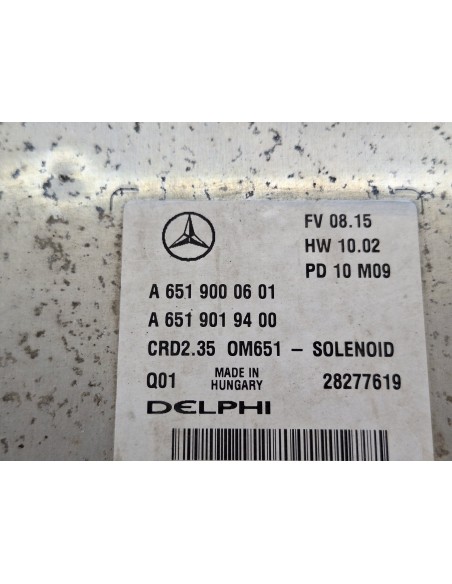 FV 08.15
HW 10.02
PD 10 M09
A 651 900 06 01
A 651 901 94 00
CRD2.35 OM651 – SOLENOID
Q01 MADE IN HUNGARY 28277619
DELPHI